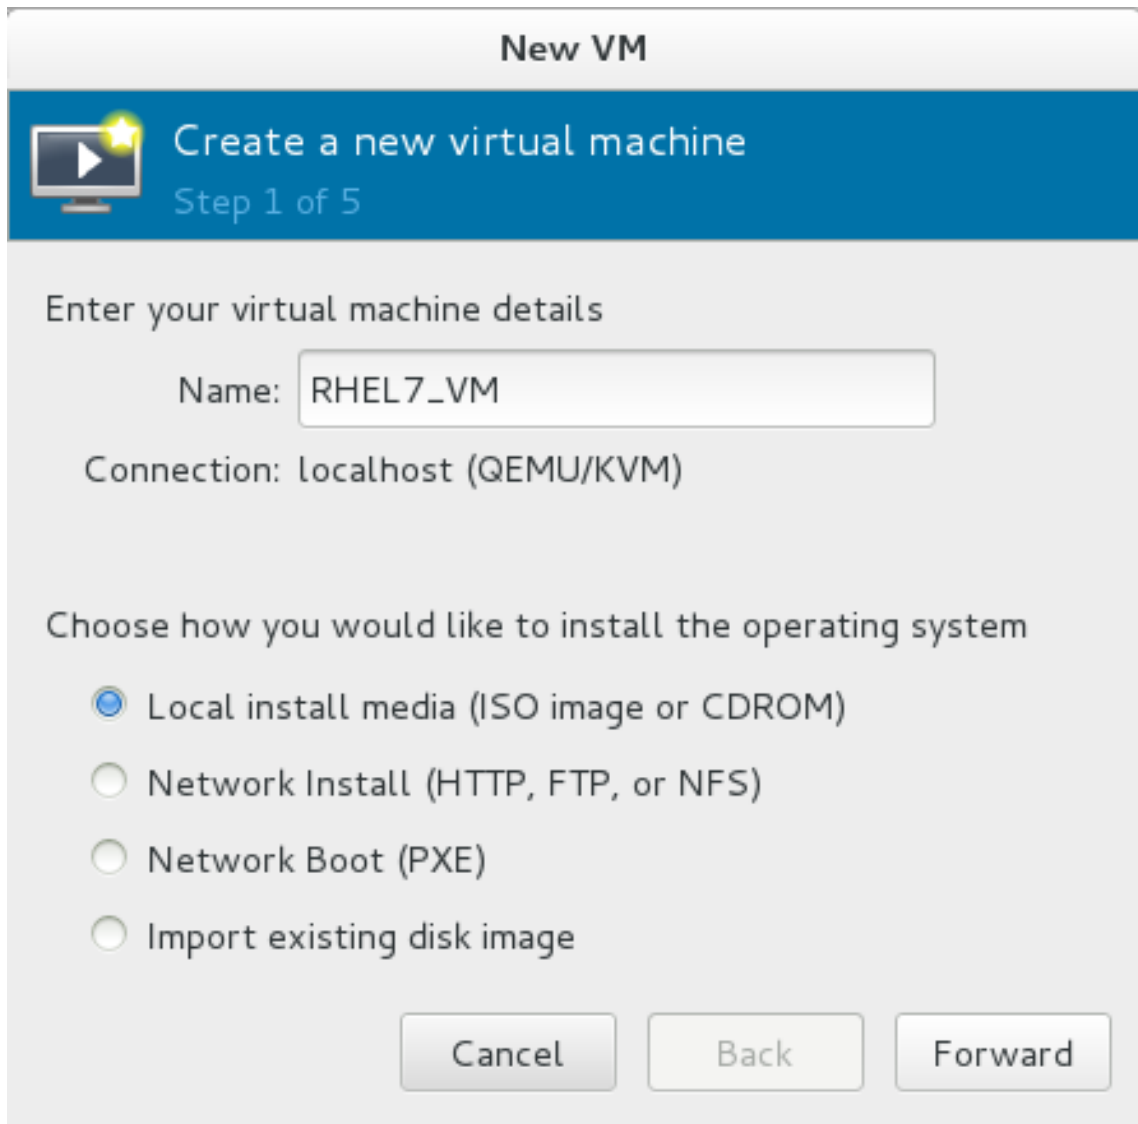 New VM
Create a new virtual machine
Step 1 of 5
Enter your virtual machine details
Name: RHEL7_VM
Connection: localhost (QEMU/KVM)
Choose how you would like to install the operating system
Local install media (ISO image or CDROM)
Network Install (HTTP, FTP, or NFS)
Network Boot (PXE)
Import existing disk image
Cancel Back Forward